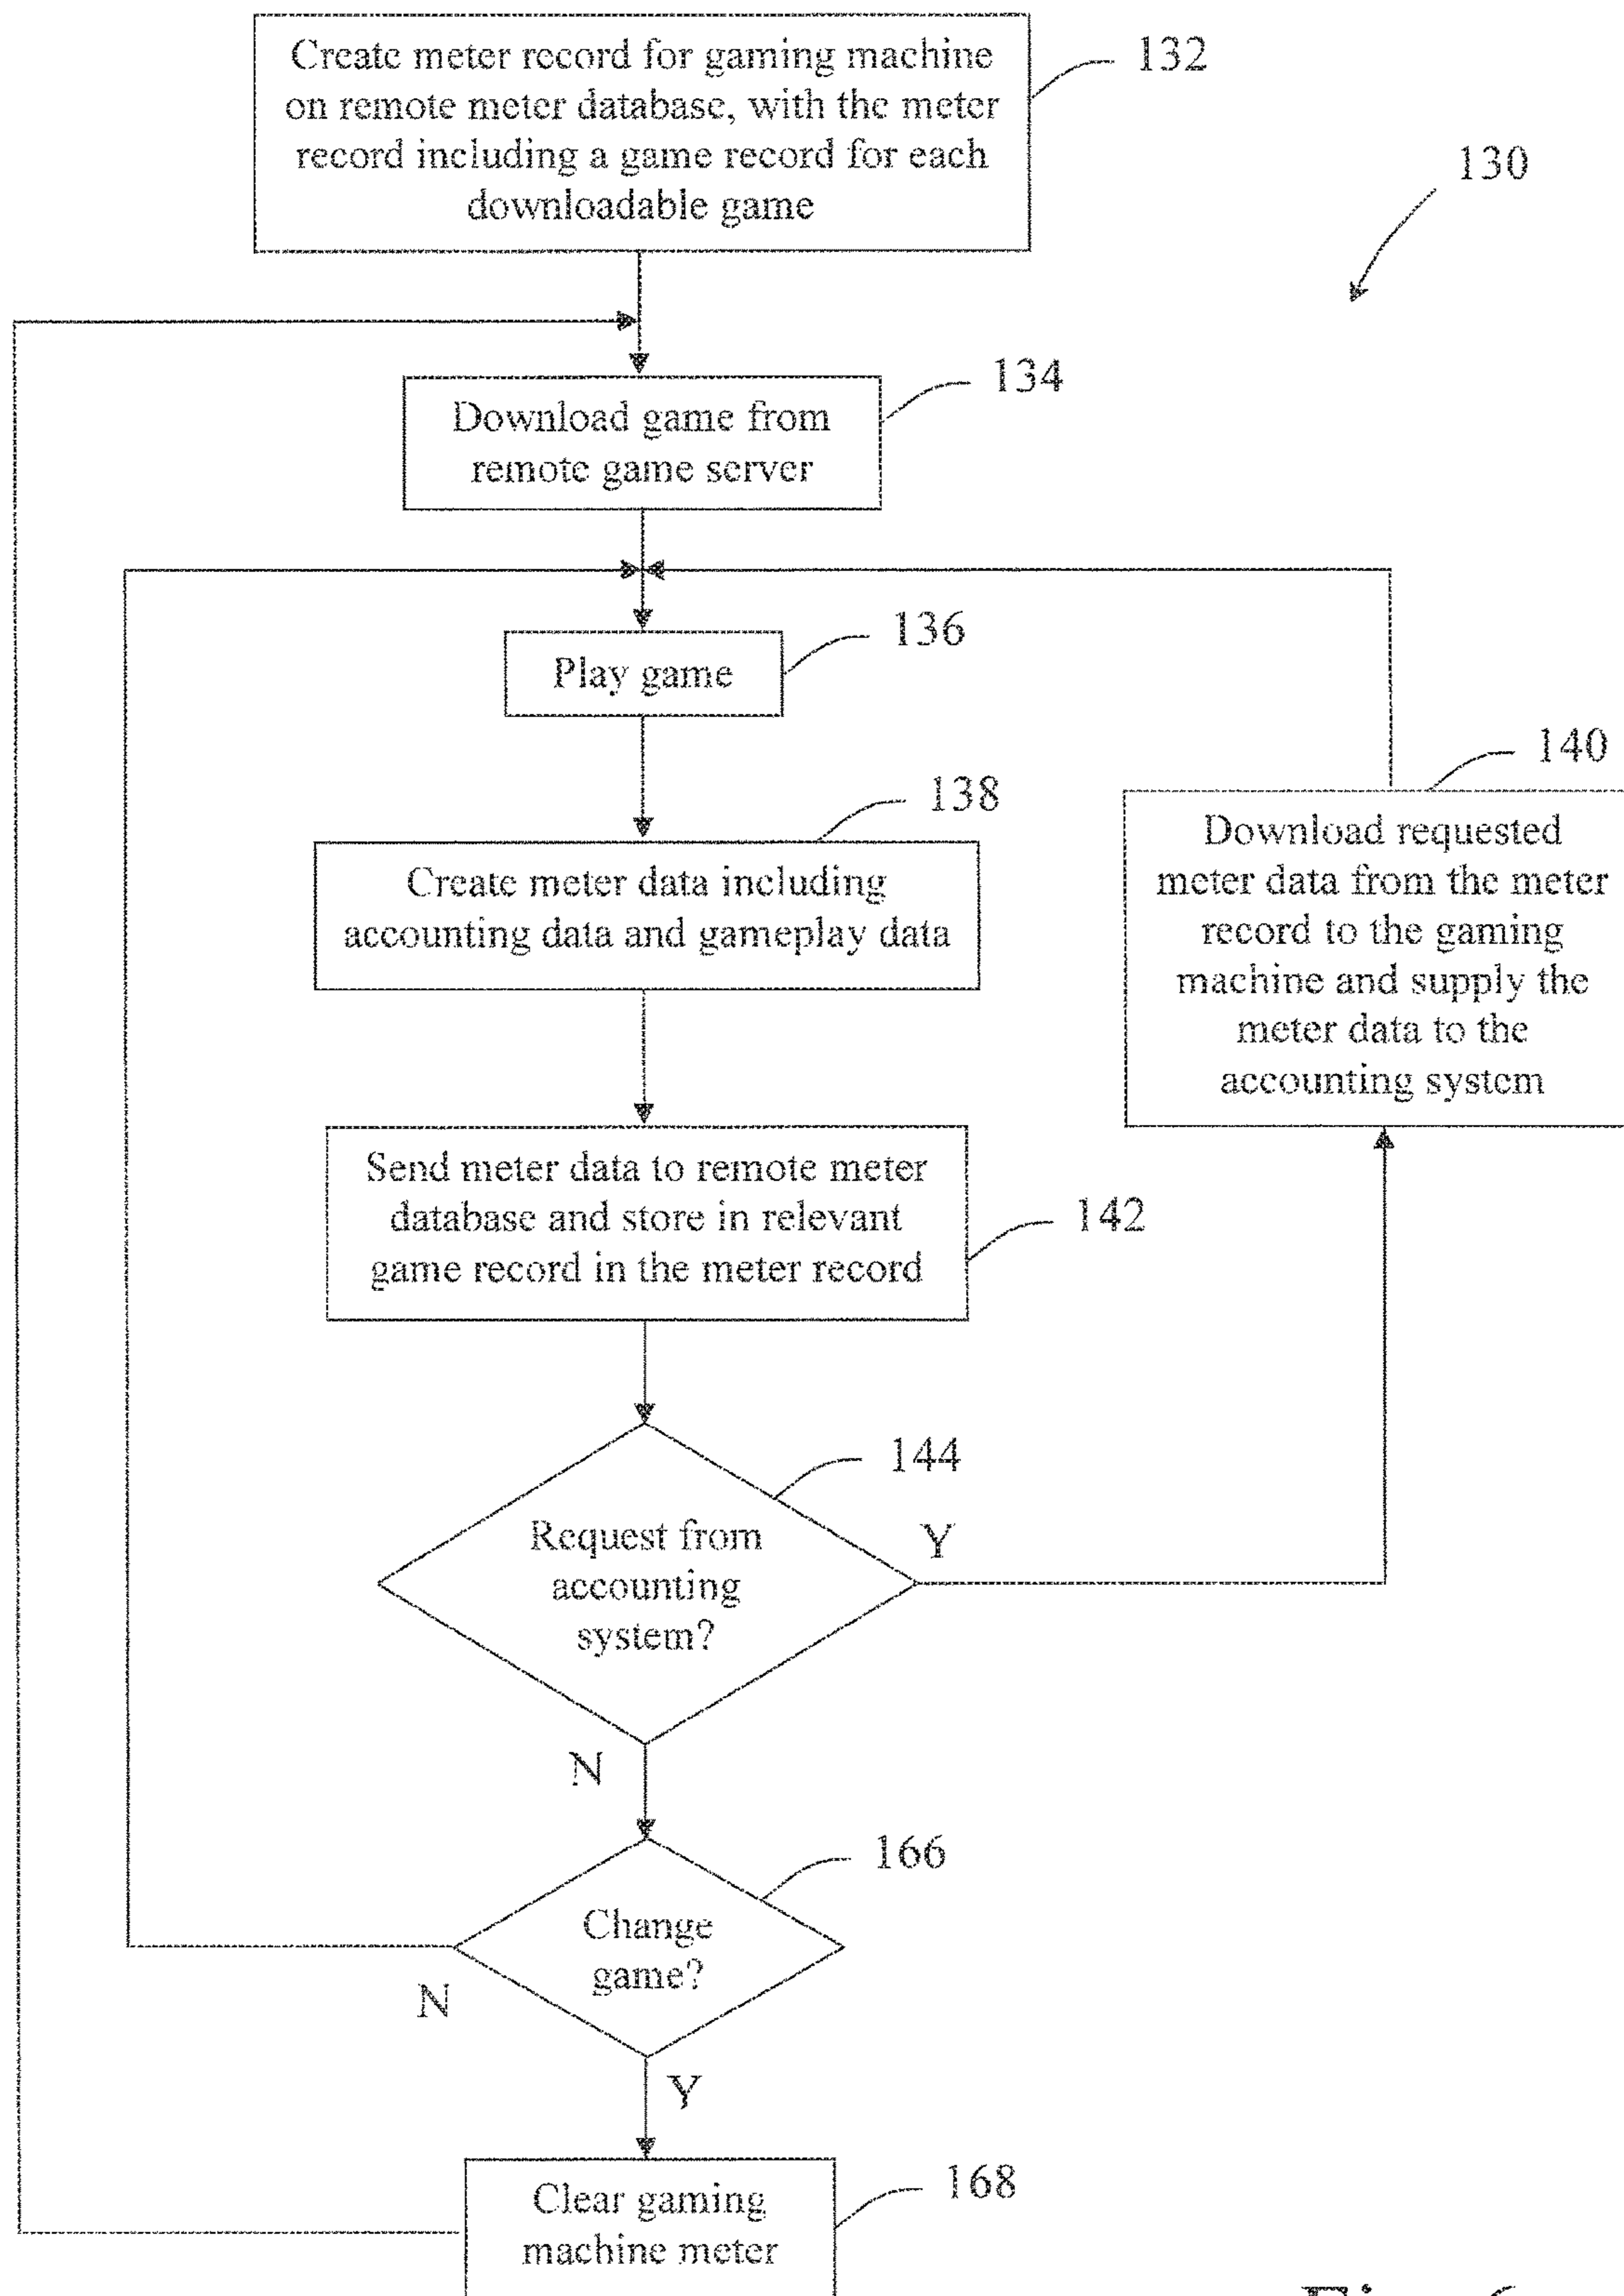 Create meter record for gaming machine
on remote meter database, with the meter
record including a game record for each
downloadable game
132
130
Download game from
remote game server
134
Play game
136
138
Create meter data including
accounting data and gameplay data
140
Download requested
meter data from the meter
record to the gaming
machine and supply the
meter data to the
accounting system
Send meter data to remote meter
database and store in relevant
game record in the meter record
142
144
Request from
accounting
system?
Y
N
166
Change
game?
N
Y
Clear gaming
machine meter
168